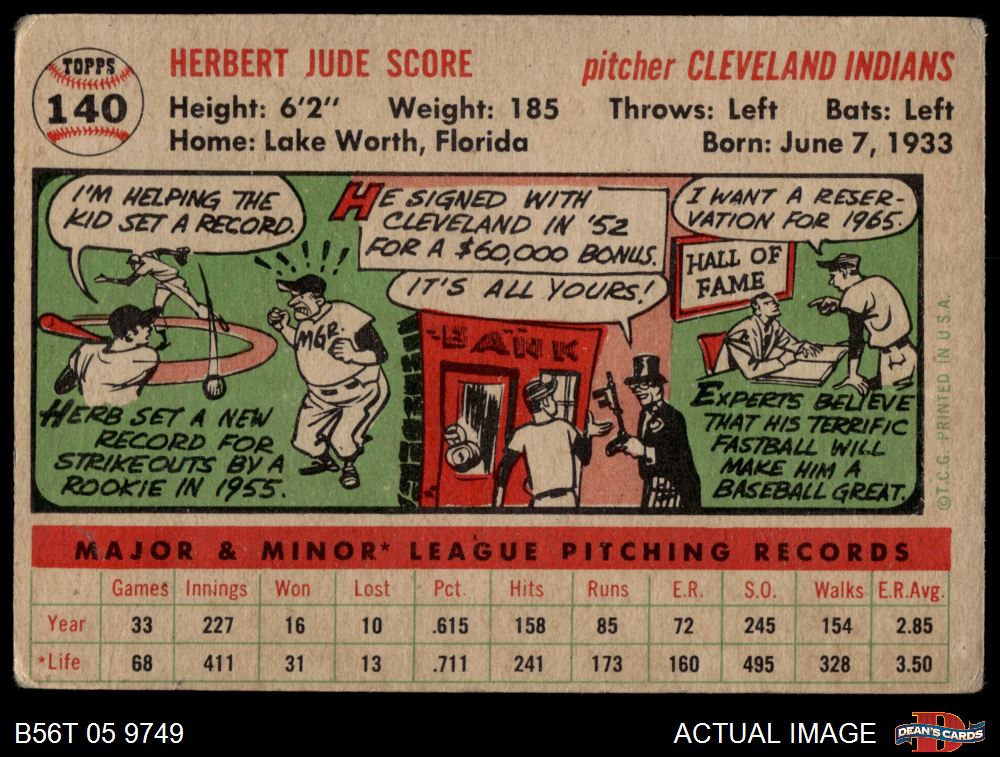 TOPPS
140
HERBERT JUDE SCORE
pitcher CLEVELAND INDIANS
Height: 6'2" Weight: 185 Throws: Left Bats: Left
Home: Lake Worth, Florida Born: June 7, 1933
I'M HELPING THE
KID SET A RECORD.
MGR.
HERB SET A NEW
RECORD FOR
STRIKEOUTS BY A
ROOKIE IN 1955.
HE SIGNED WITH
CLEVELAND IN '52
FOR A $60,000 BONUS.
IT'S ALL YOURS!
BANK
I WANT A RESER-
VATION FOR 1965.
HALL OF
FAME
EXPERTS BELIEVE
THAT HIS TERRIFIC
FASTBALL WILL
MAKE HIM A
BASEBALL GREAT.
©T.C.G. PRINTED IN U.S.A.
MAJOR & MINOR* LEAGUE PITCHING RECORDS
Games Innings Won Lost Pct. Hits Runs E.R. S.O. Walks E.R.Avg.
Year 33 227 16 10 .615 158 85 72 245 154 2.85
*Life 68 411 31 13 .711 241 173 160 495 328 3.50
B56T 05 9749
ACTUAL IMAGE
DEAN'S CARDS